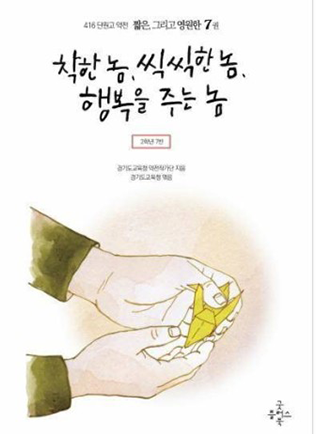 416 단원고 약전 짧은, 그리고 영원한 7권
착한 놈, 씩씩한 놈,
행복을 주는 놈
2학년 7반
경기도교육청 약전작가단 지음
경기도교육청 엮음
굿플러스북